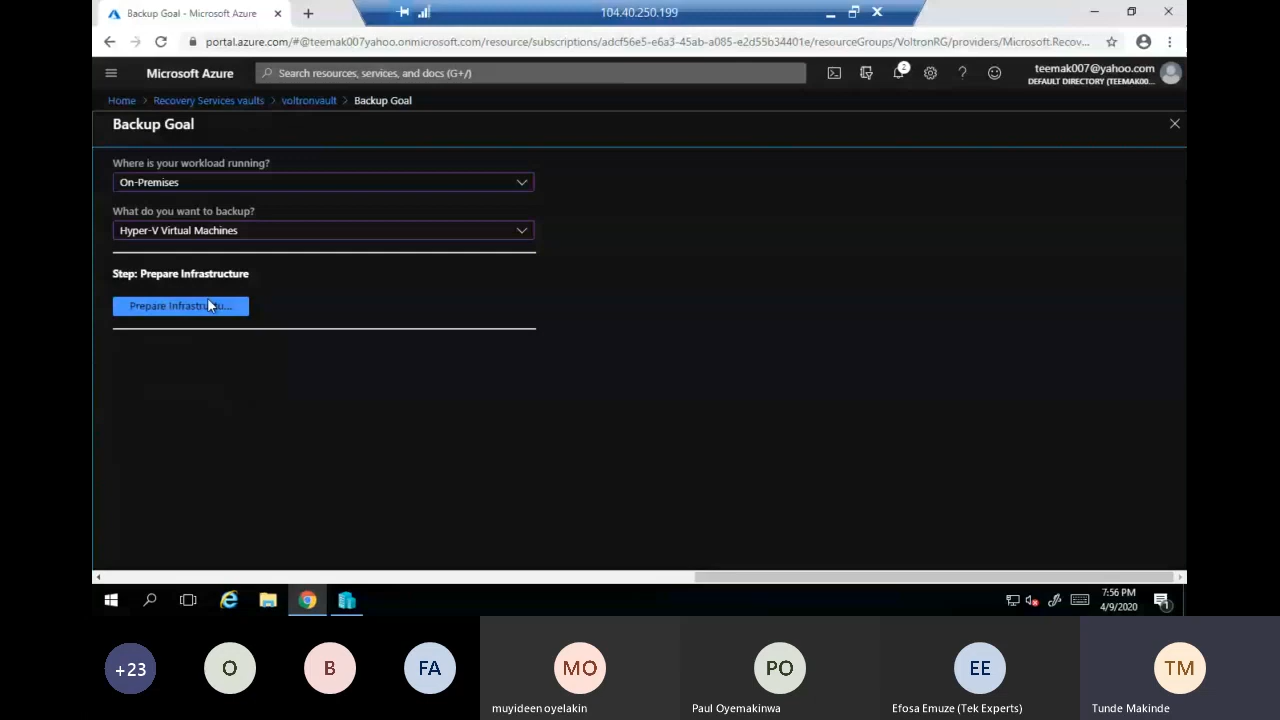 Backup Goal - Microsoft Azure
104.40.250.199
portal.azure.com/#@teemak007yahoo.onmicrosoft.com/resource/subscriptions/adcf56e5-e6a3-45ab-a085-e2d55b34401e/resourceGroups/VoltronRG/providers/Microsoft.Recov...
Microsoft Azure
Search resources, services, and docs (G+/)
2
teemak007@yahoo.com
DEFAULT DIRECTORY (TEEMAK00...
Home > Recovery Services vaults > voltronvault > Backup Goal
Backup Goal
Where is your workload running?
On-Premises
What do you want to backup?
Hyper-V Virtual Machines
Step: Prepare Infrastructure
Prepare Infrastructu...
7:56 PM
4/9/2020
1
+23
O
B
FA
MO
PO
EE
TM
muyideen oyelakin
Paul Oyemakinwa
Efosa Emuze (Tek Experts)
Tunde Makinde